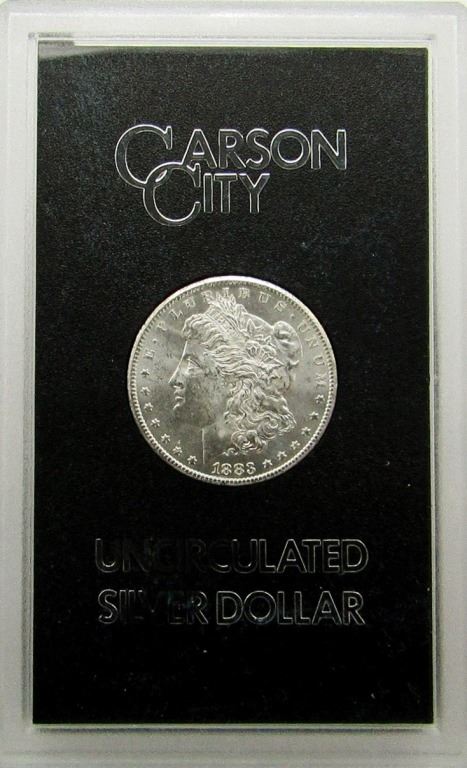 CARSON
CITY
E · PLURIBUS · UNUM
1883
UNCIRCULATED
SILVER DOLLAR